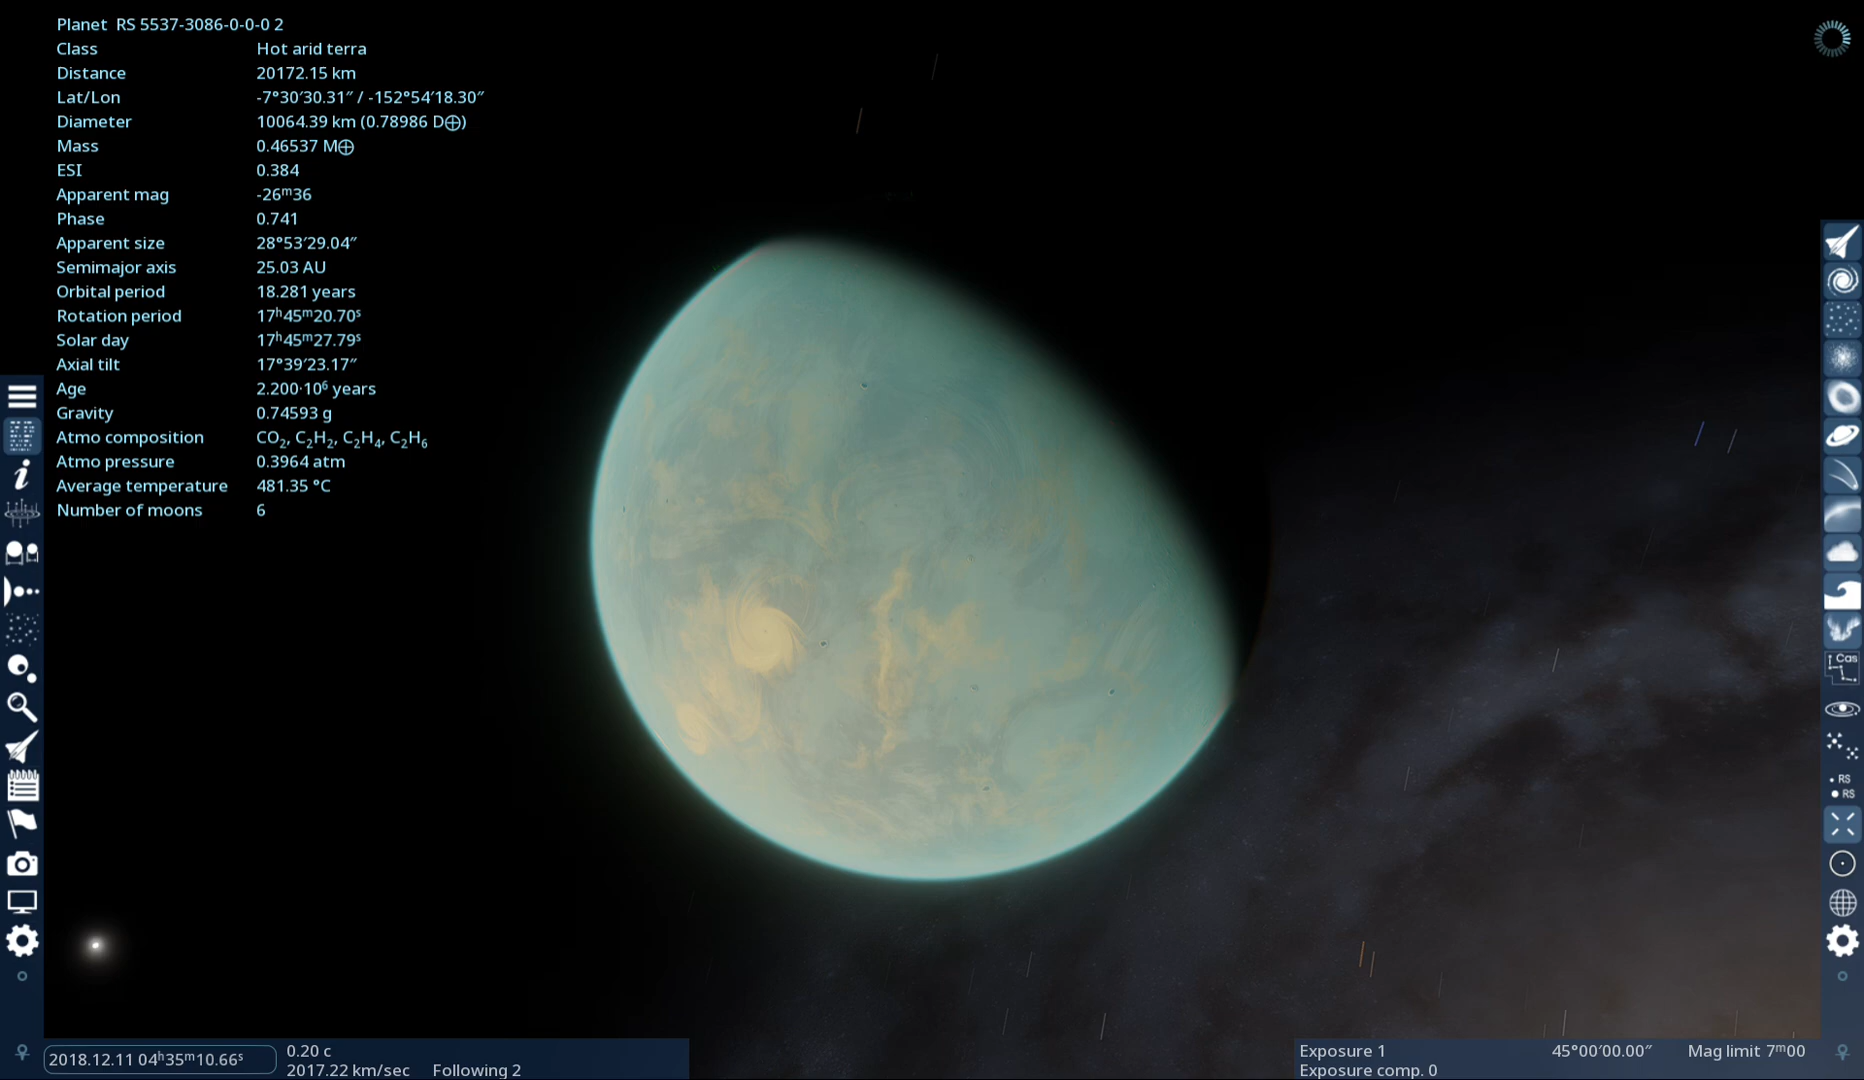 Planet RS 5537-3086-0-0-0 2
Class Hot arid terra
Distance 20172.15 km
Lat/Lon -7°30′30.31″ / -152°54′18.30″
Diameter 10064.39 km (0.78986 D⊕)
Mass 0.46537 M⊕
ESI 0.384
Apparent mag -26ᵐ36
Phase 0.741
Apparent size 28°53′29.04″
Semimajor axis 25.03 AU
Orbital period 18.281 years
Rotation period 17ʰ45ᵐ20.70ˢ
Solar day 17ʰ45ᵐ27.79ˢ
Axial tilt 17°39′23.17″
Age 2.200·10⁶ years
Gravity 0.74593 g
Atmo composition CO₂, C₂H₂, C₂H₄, C₂H₆
Atmo pressure 0.3964 atm
Average temperature 481.35 °C
Number of moons 6
Cas
RS
RS
2018.12.11 04ʰ35ᵐ10.66ˢ
0.20 c
2017.22 km/sec Following 2
Exposure 1 45°00′00.00″ Mag limit 7ᵐ00
Exposure comp. 0